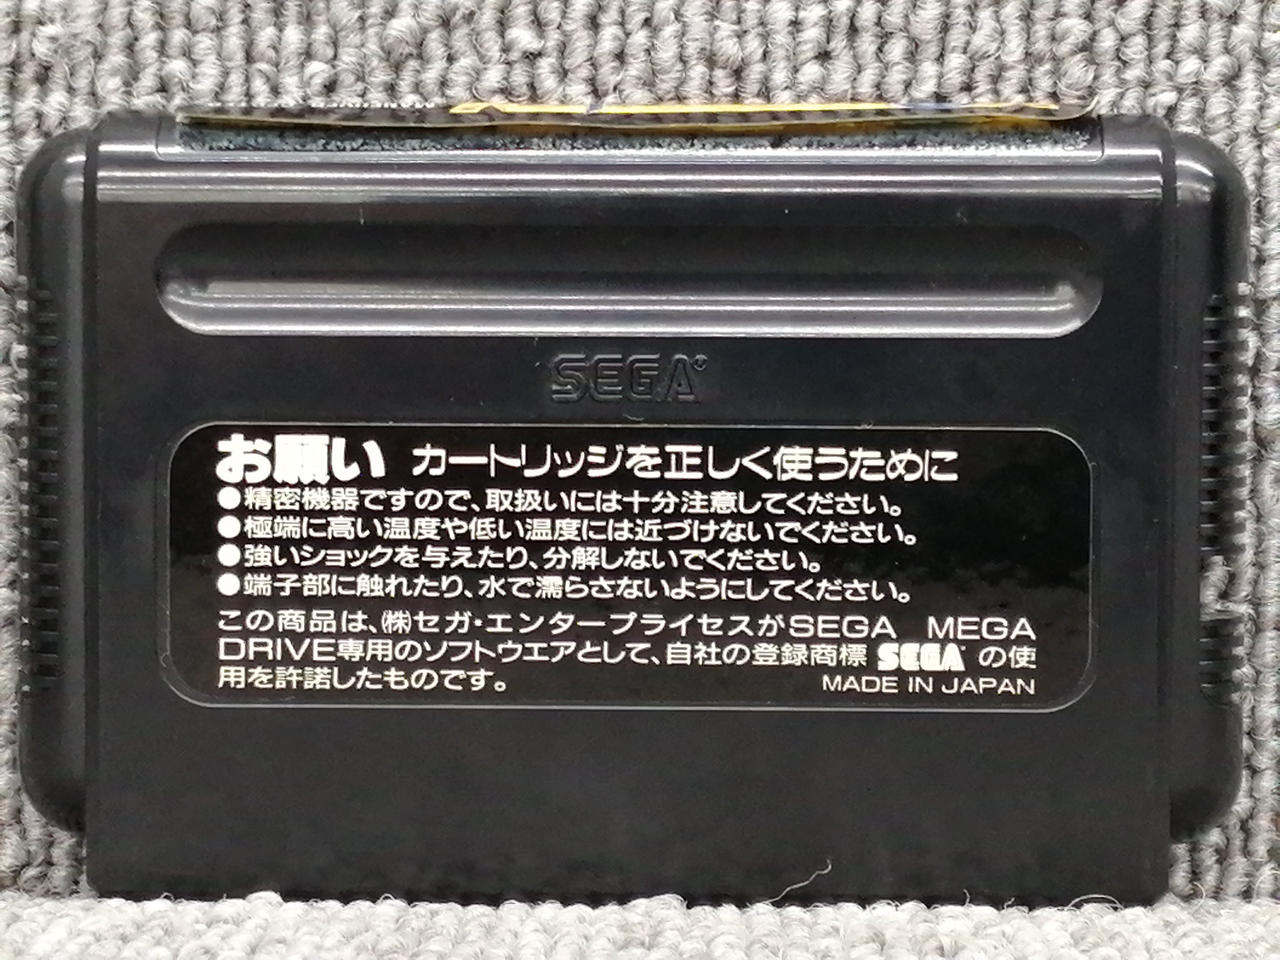 SEGA
お願い カートリッジを正しく使うために
●精密機器ですので、取扱いには十分注意してください。
●極端に高い温度や低い温度には近づけないでください。
●強いショックを与えたり、分解しないでください。
●端子部に触れたり、水で濡らさないようにしてください。
この商品は、㈱セガ・エンタープライゼスがSEGA MEGA
DRIVE専用のソフトウエアとして、自社の登録商標 SEGA の使
用を許諾したものです。
MADE IN JAPAN